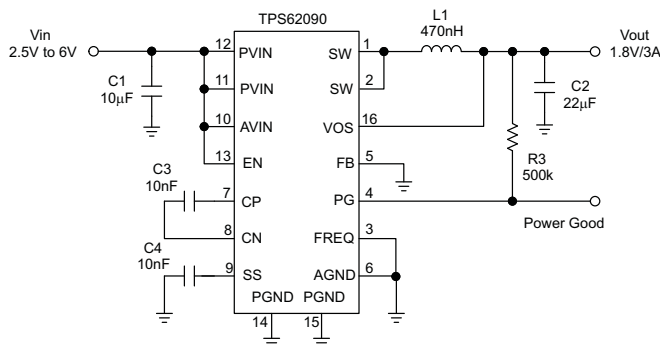 TPS62090
Vin
2.5V to 6V
C1
10μF
12 PVIN
11 PVIN
10 AVIN
13 EN
C3
10nF
7 CP
8 CN
C4
10nF
9 SS
PGND PGND
14 15
SW 1
SW 2
VOS 16
FB 5
PG 4
FREQ 3
AGND 6
L1
470nH
Vout
1.8V/3A
C2
22μF
R3
500k
Power Good